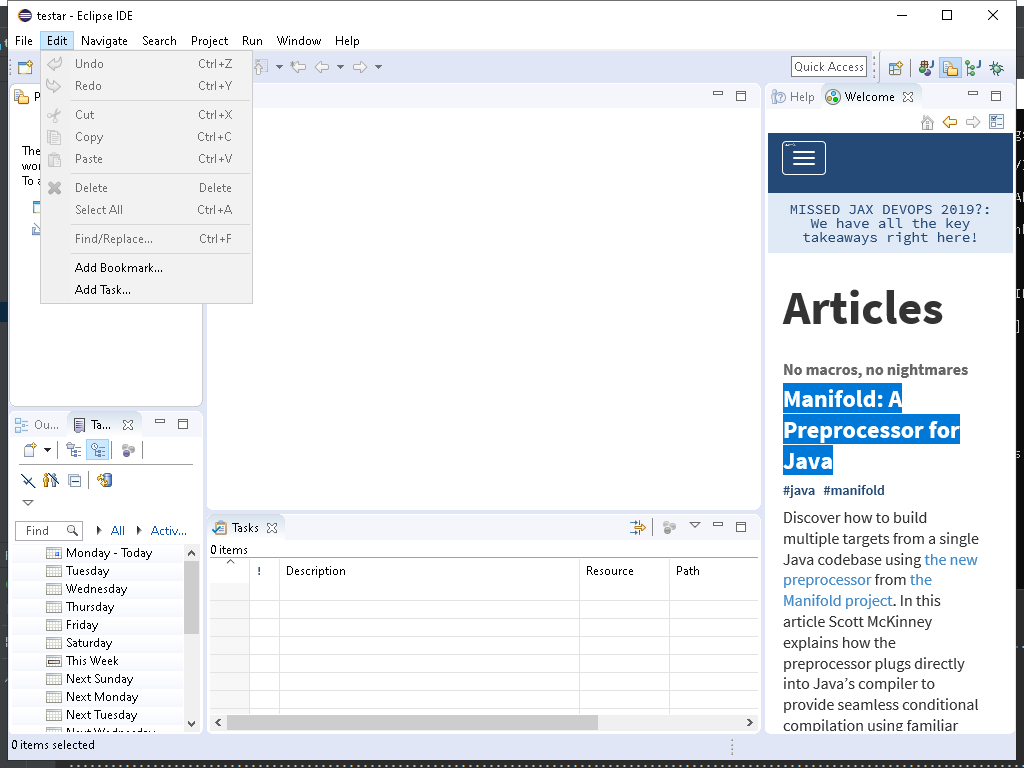 testar - Eclipse IDE
File Edit Navigate Search Project Run Window Help
Undo Ctrl+Z
Redo Ctrl+Y
Cut Ctrl+X
Copy Ctrl+C
Paste Ctrl+V
Delete Delete
Select All Ctrl+A
Find/Replace... Ctrl+F
Add Bookmark...
Add Task...
Quick Access
Help Welcome
MISSED JAX DEVOPS 2019?:
We have all the key
takeaways right here!
Articles
No macros, no nightmares
Manifold: A
Preprocessor for
Java
#java #manifold
Discover how to build
multiple targets from a single
Java codebase using the new
preprocessor from the
Manifold project. In this
article Scott McKinney
explains how the
preprocessor plugs directly
into Java's compiler to
provide seamless conditional
compilation using familiar
Ou... Ta...
Find All Activ...
Monday - Today
Tuesday
Wednesday
Thursday
Friday
Saturday
This Week
Next Sunday
Next Monday
Next Tuesday
Next Wednesday
Tasks
0 items
! Description Resource Path
0 items selected